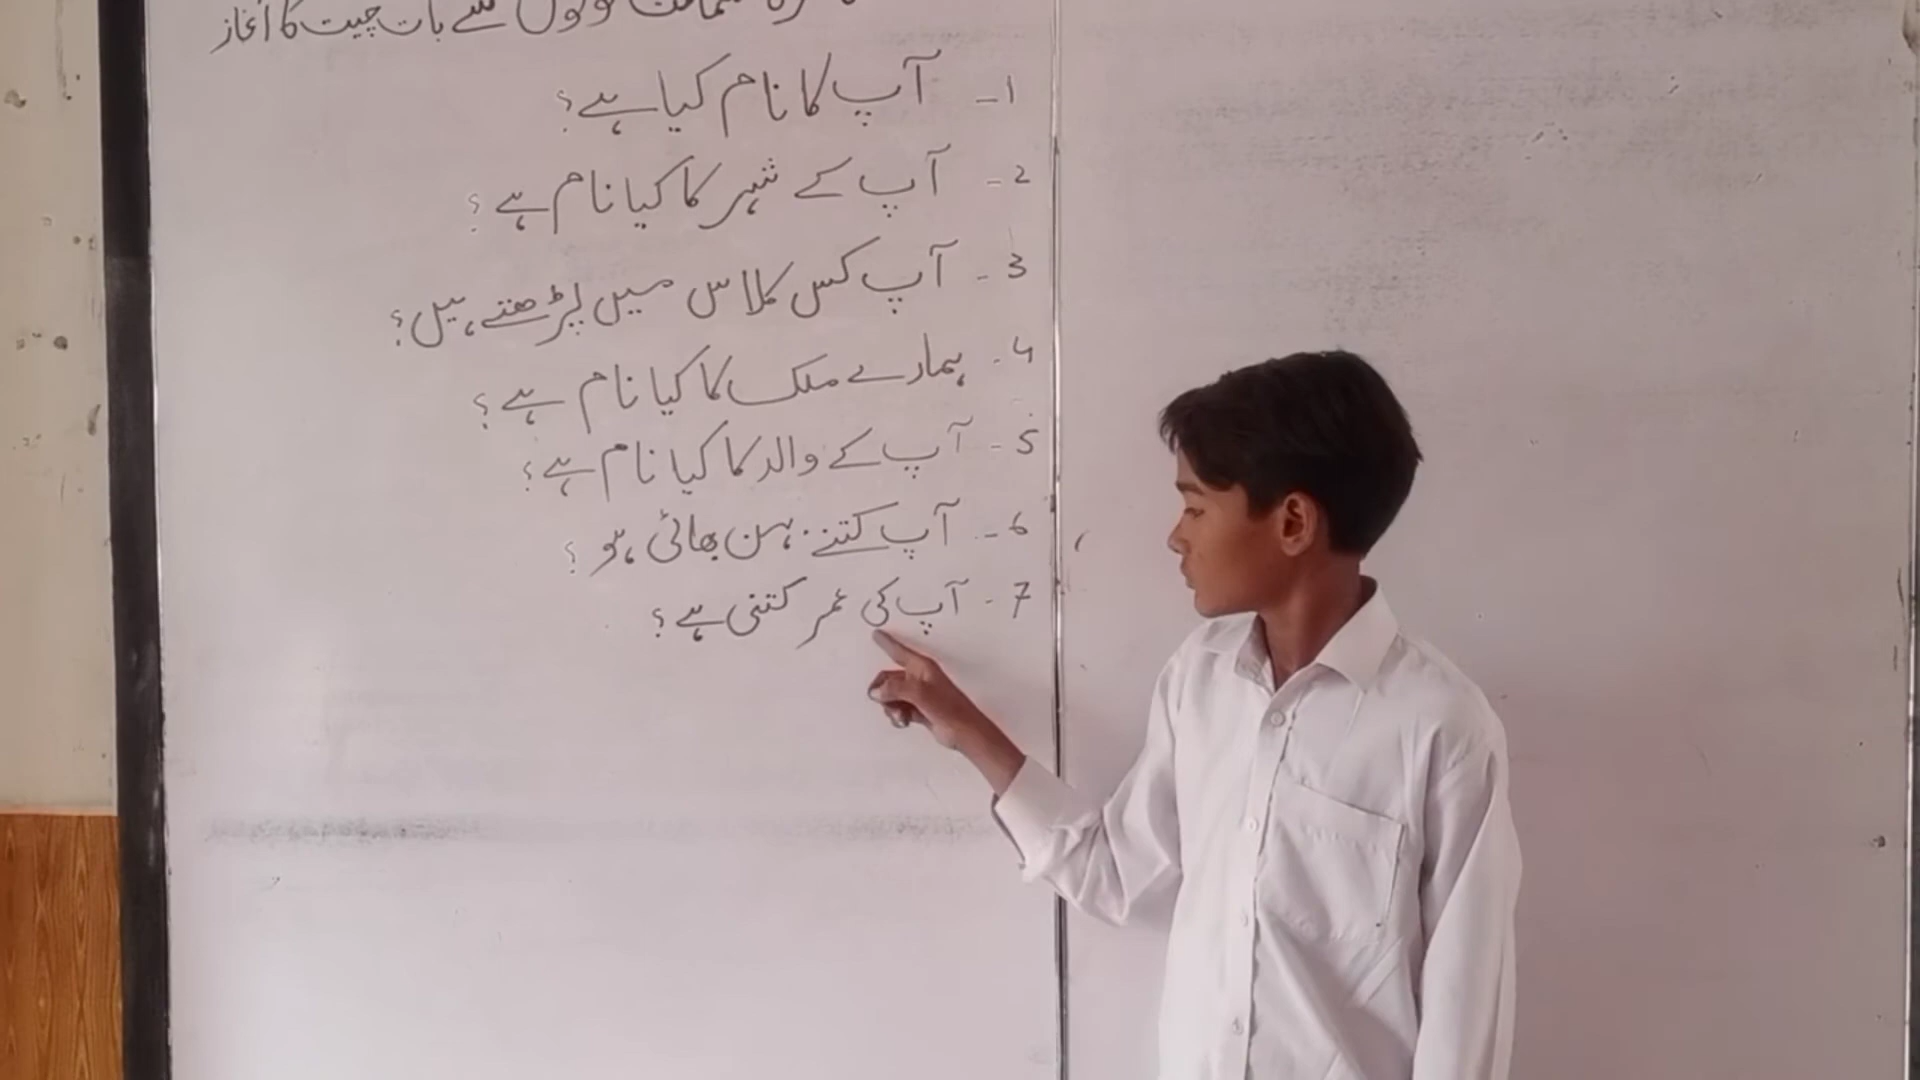 لوگوں سے بات چیت کا آغاز
1- آپ کا نام کیا ہے؟
2- آپ کے شہر کا کیا نام ہے؟
3- آپ کس کلاس میں پڑھتے ہیں؟
4- ہمارے ملک کا کیا نام ہے؟
5- آپ کے والد کا کیا نام ہے؟
6- آپ کتنے بہن بھائی ہو؟
7- آپ کی عمر کتنی ہے؟